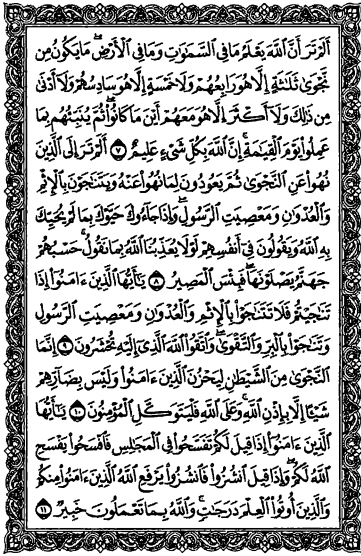 أَلَمْ تَرَ أَنَّ ٱللَّهَ يَعْلَمُ مَا فِى ٱلسَّمَٰوَٰتِ وَمَا فِى ٱلْأَرْضِ ۖ مَا يَكُونُ مِن
نَّجْوَىٰ ثَلَٰثَةٍ إِلَّا هُوَ رَابِعُهُمْ وَلَا خَمْسَةٍ إِلَّا هُوَ سَادِسُهُمْ وَلَآ أَدْنَىٰ
مِن ذَٰلِكَ وَلَآ أَكْثَرَ إِلَّا هُوَ مَعَهُمْ أَيْنَ مَا كَانُوا۟ ۖ ثُمَّ يُنَبِّئُهُم بِمَا
عَمِلُوا۟ يَوْمَ ٱلْقِيَٰمَةِ ۚ إِنَّ ٱللَّهَ بِكُلِّ شَىْءٍ عَلِيمٌ ٧ أَلَمْ تَرَ إِلَى ٱلَّذِينَ
نُهُوا۟ عَنِ ٱلنَّجْوَىٰ ثُمَّ يَعُودُونَ لِمَا نُهُوا۟ عَنْهُ وَيَتَنَٰجَوْنَ بِٱلْإِثْمِ
وَٱلْعُدْوَٰنِ وَمَعْصِيَتِ ٱلرَّسُولِ وَإِذَا جَآءُوكَ حَيَّوْكَ بِمَا لَمْ يُحَيِّكَ
بِهِ ٱللَّهُ وَيَقُولُونَ فِىٓ أَنفُسِهِمْ لَوْلَا يُعَذِّبُنَا ٱللَّهُ بِمَا نَقُولُ ۚ حَسْبُهُمْ
جَهَنَّمُ يَصْلَوْنَهَا ۖ فَبِئْسَ ٱلْمَصِيرُ ٨ يَٰٓأَيُّهَا ٱلَّذِينَ ءَامَنُوٓا۟ إِذَا
تَنَٰجَيْتُمْ فَلَا تَتَنَٰجَوْا۟ بِٱلْإِثْمِ وَٱلْعُدْوَٰنِ وَمَعْصِيَتِ ٱلرَّسُولِ
وَتَنَٰجَوْا۟ بِٱلْبِرِّ وَٱلتَّقْوَىٰ ۖ وَٱتَّقُوا۟ ٱللَّهَ ٱلَّذِىٓ إِلَيْهِ تُحْشَرُونَ ٩ إِنَّمَا
ٱلنَّجْوَىٰ مِنَ ٱلشَّيْطَٰنِ لِيَحْزُنَ ٱلَّذِينَ ءَامَنُوا۟ وَلَيْسَ بِضَآرِّهِمْ
شَيْـًٔا إِلَّا بِإِذْنِ ٱللَّهِ ۚ وَعَلَى ٱللَّهِ فَلْيَتَوَكَّلِ ٱلْمُؤْمِنُونَ ١٠ يَٰٓأَيُّهَا
ٱلَّذِينَ ءَامَنُوٓا۟ إِذَا قِيلَ لَكُمْ تَفَسَّحُوا۟ فِى ٱلْمَجَٰلِسِ فَٱفْسَحُوا۟ يَفْسَحِ
ٱللَّهُ لَكُمْ ۖ وَإِذَا قِيلَ ٱنشُزُوا۟ فَٱنشُزُوا۟ يَرْفَعِ ٱللَّهُ ٱلَّذِينَ ءَامَنُوا۟ مِنكُمْ
وَٱلَّذِينَ أُوتُوا۟ ٱلْعِلْمَ دَرَجَٰتٍ ۚ وَٱللَّهُ بِمَا تَعْمَلُونَ خَبِيرٌ ١١